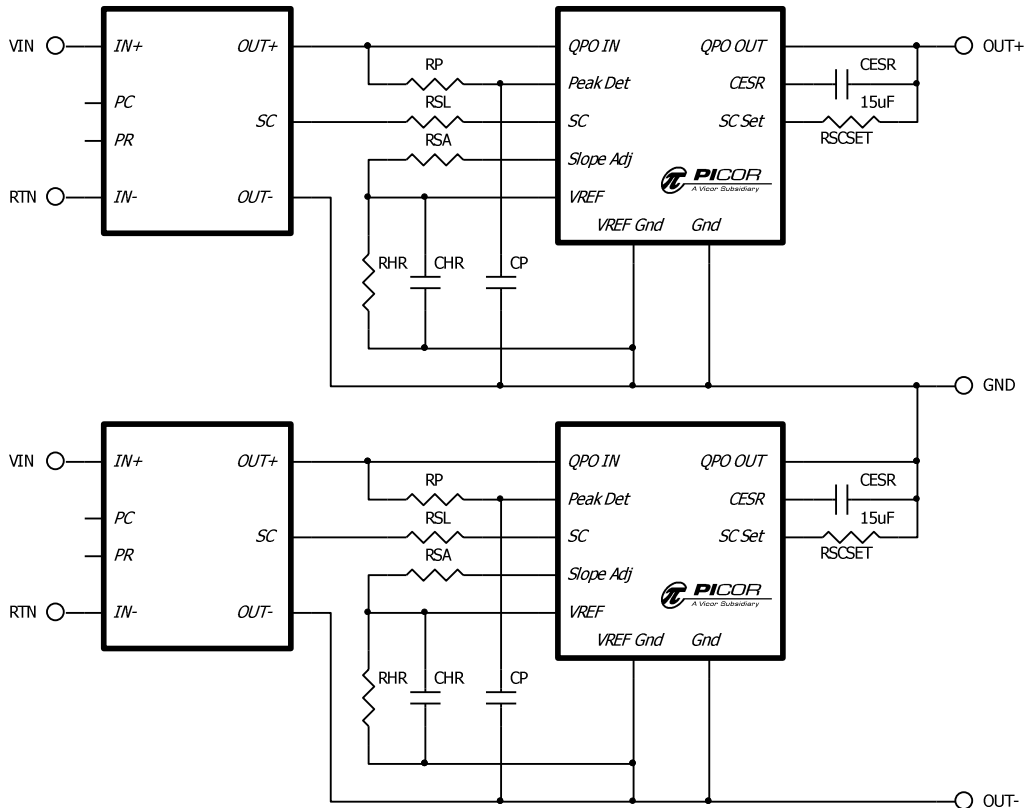 VIN
IN+
OUT+
QPO IN
QPO OUT
OUT+
RP
CESR
Peak Det
CESR
PC
RSL
15uF
SC
SC
SC Set
PR
RSA
RSCSET
Slope Adj
PICOR
A Vicor Subsidiary
RTN
IN-
OUT-
VREF
VREF Gnd
Gnd
RHR
CHR
CP
GND
VIN
IN+
OUT+
QPO IN
QPO OUT
RP
CESR
Peak Det
CESR
PC
RSL
15uF
SC
SC
SC Set
PR
RSA
RSCSET
Slope Adj
PICOR
A Vicor Subsidiary
RTN
IN-
OUT-
VREF
VREF Gnd
Gnd
RHR
CHR
CP
OUT-